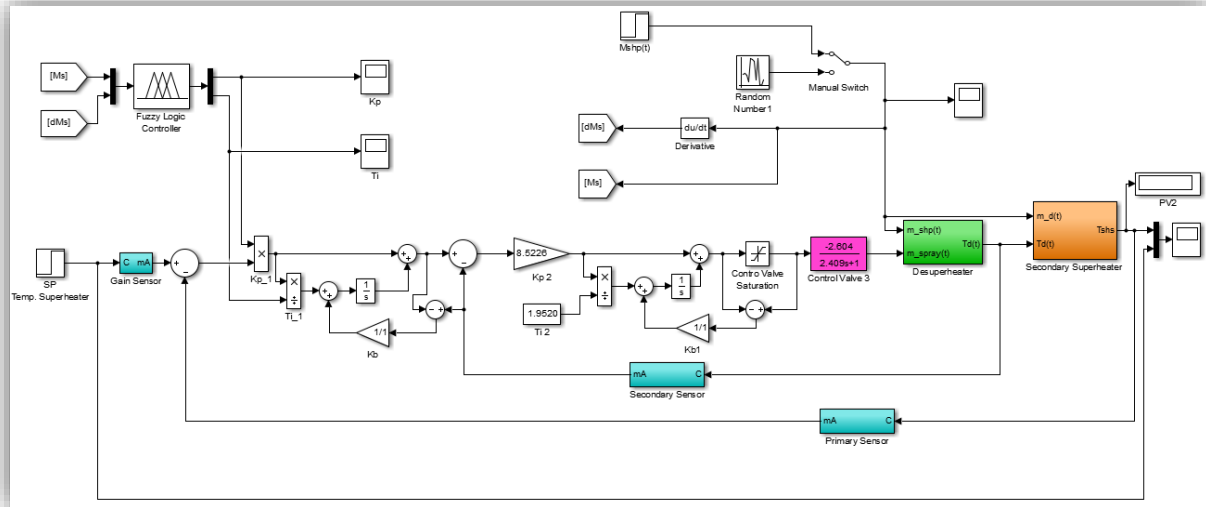 Mshp(t)
[Ms]
[dMs]
Fuzzy Logic
Controller
Kp
Ti
Random
Number1
Manual Switch
[dMs]
du/dt
Derivative
[Ms]
SP
Temp. Superheater
C mA
Gain Sensor
+
−
×
Kp_1
×
÷
Ti_1
+
+
1
s
+
+
− +
1/1
Kb
+
−
8.5226
Kp 2
1.9520
Ti 2
×
÷
+
+
1
s
+
+
− +
1/1
Kb1
Contro Valve
Saturation
-2.604
2.409s+1
Control Valve 3
m_shp(t)
Td(t)
m_spray(t)
Desuperheater
m_d(t)
Tshs
Td(t)
Secondary Superheater
PV2
mA C
Secondary Sensor
mA C
Primary Sensor